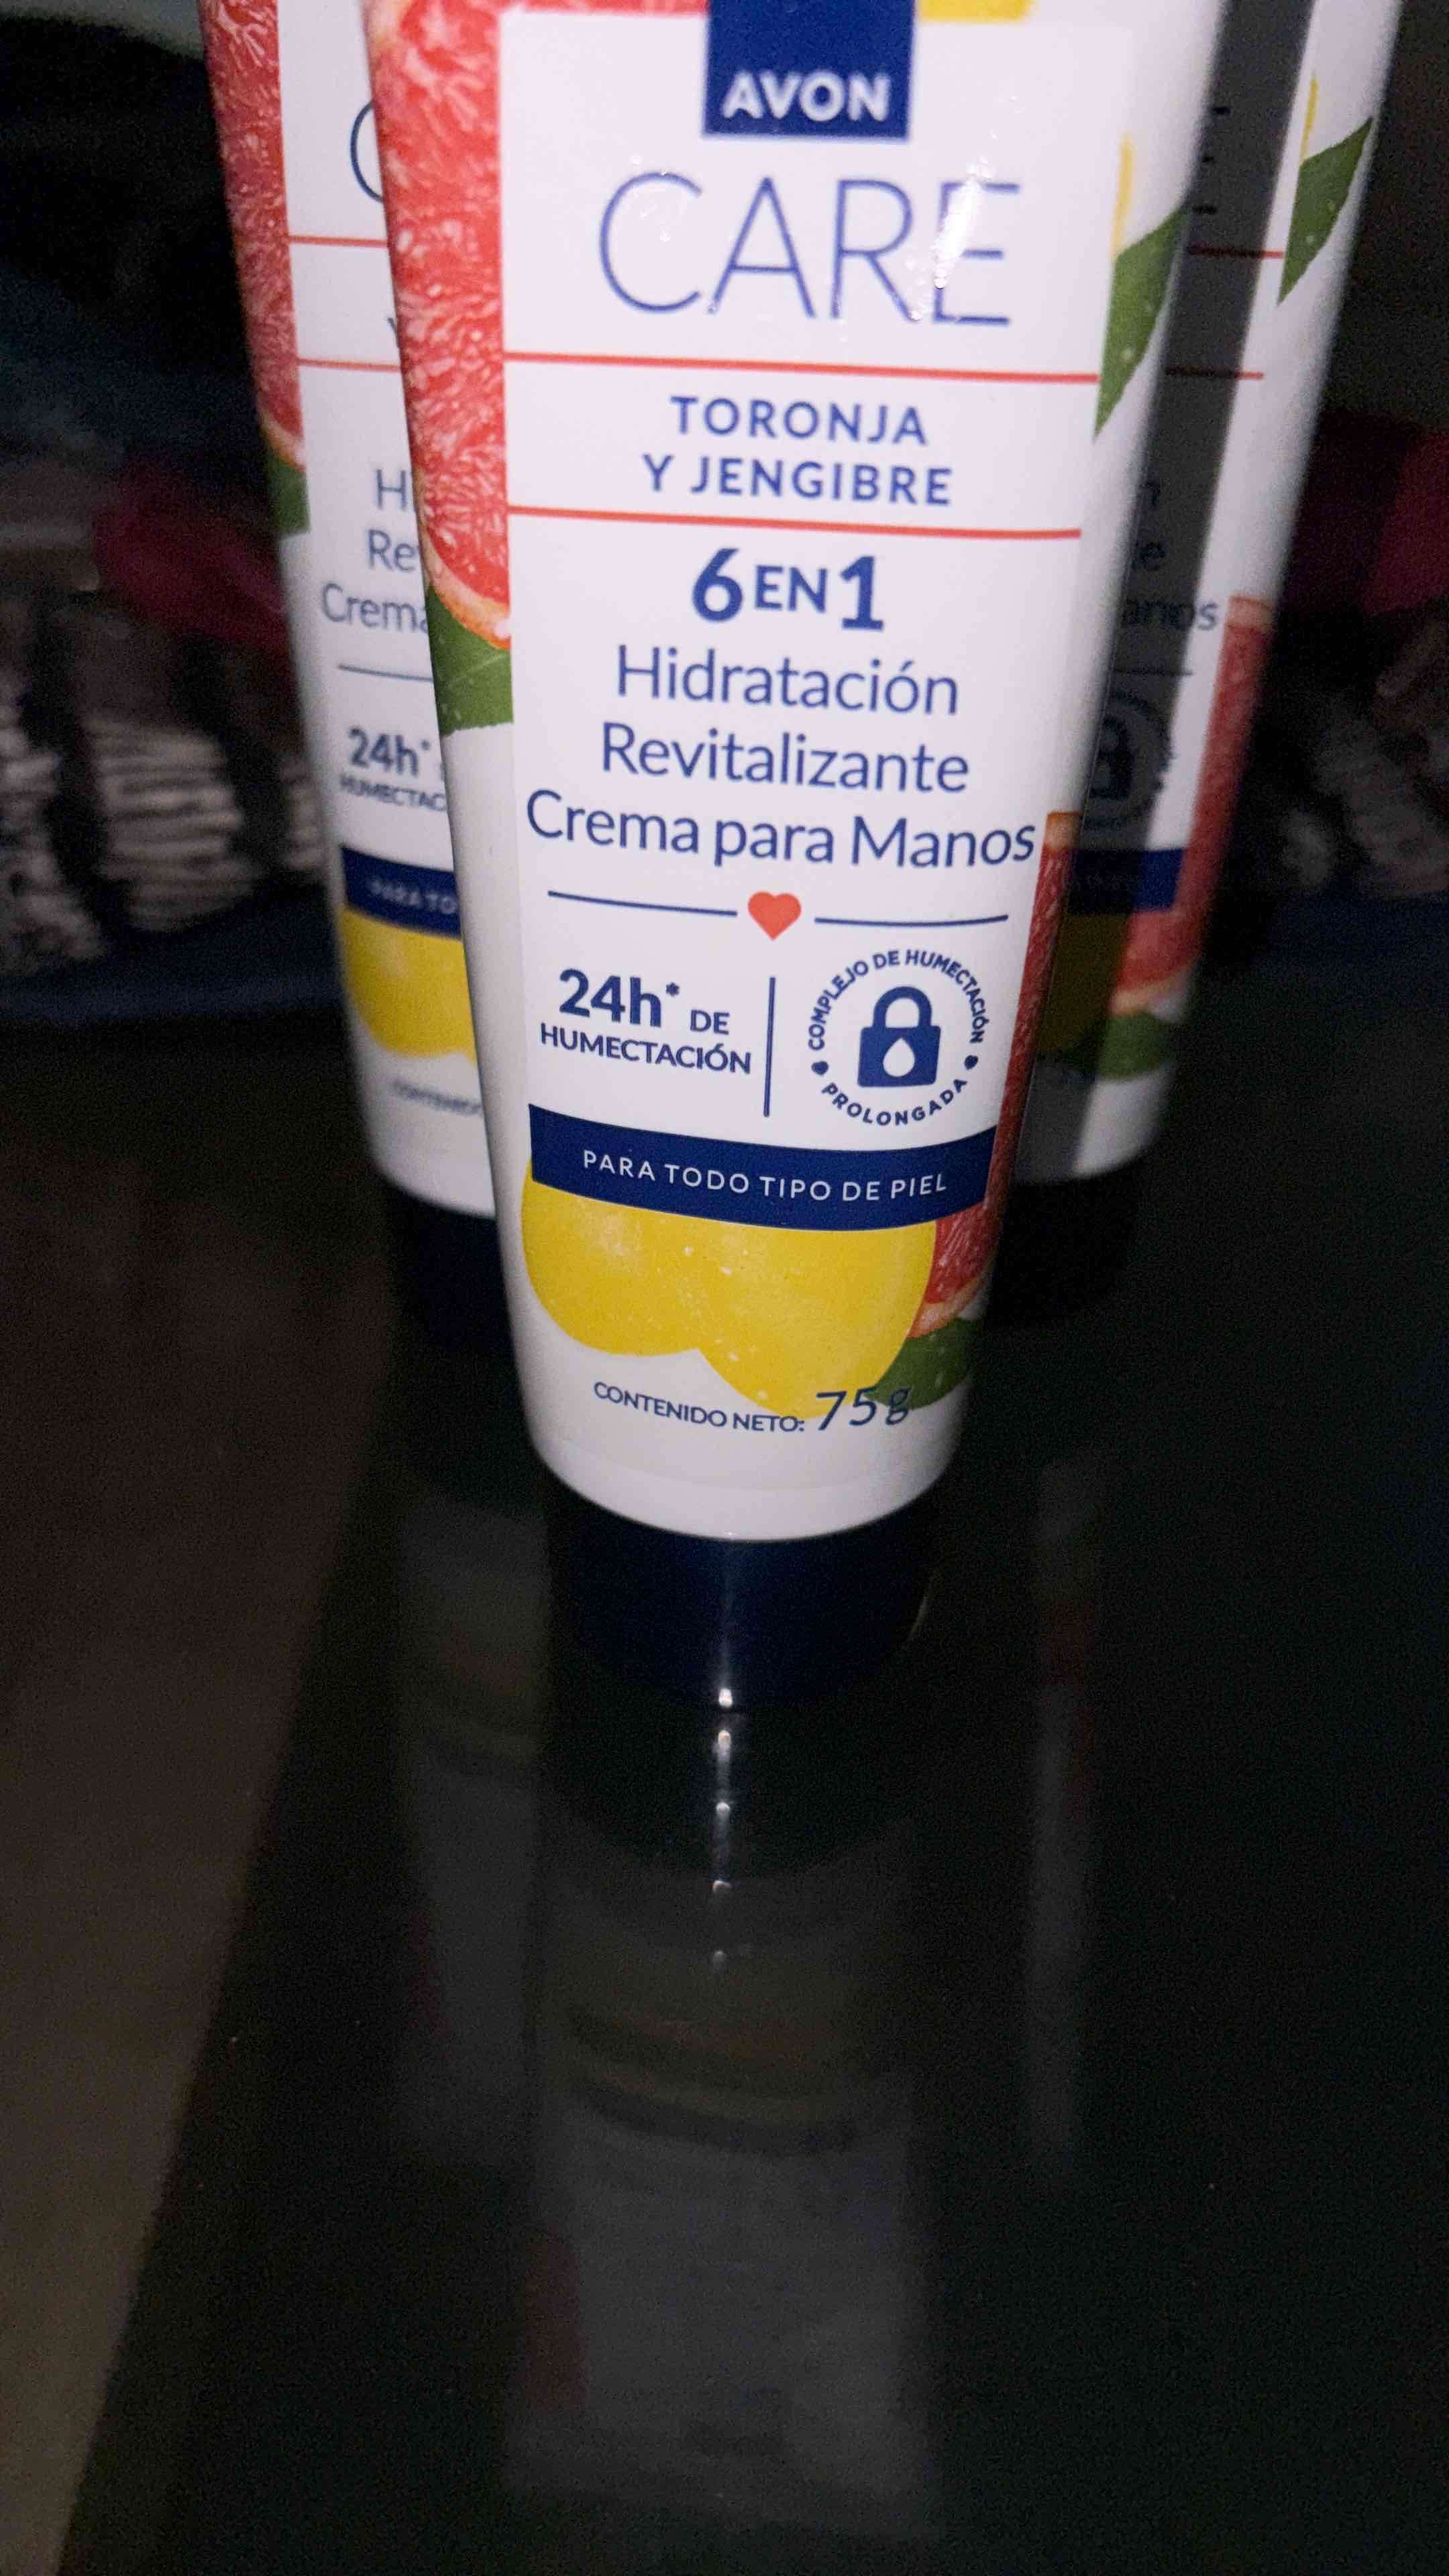 AVON
CARE
TORONJA
Y JENGIBRE
6 EN 1
Hidratación
Revitalizante
Crema para Manos
24h* DE
HUMECTACIÓN
COMPLEJO DE HUMECTACIÓN
PROLONGADA
PARA TODO TIPO DE PIEL
CONTENIDO NETO: 75g
24h*